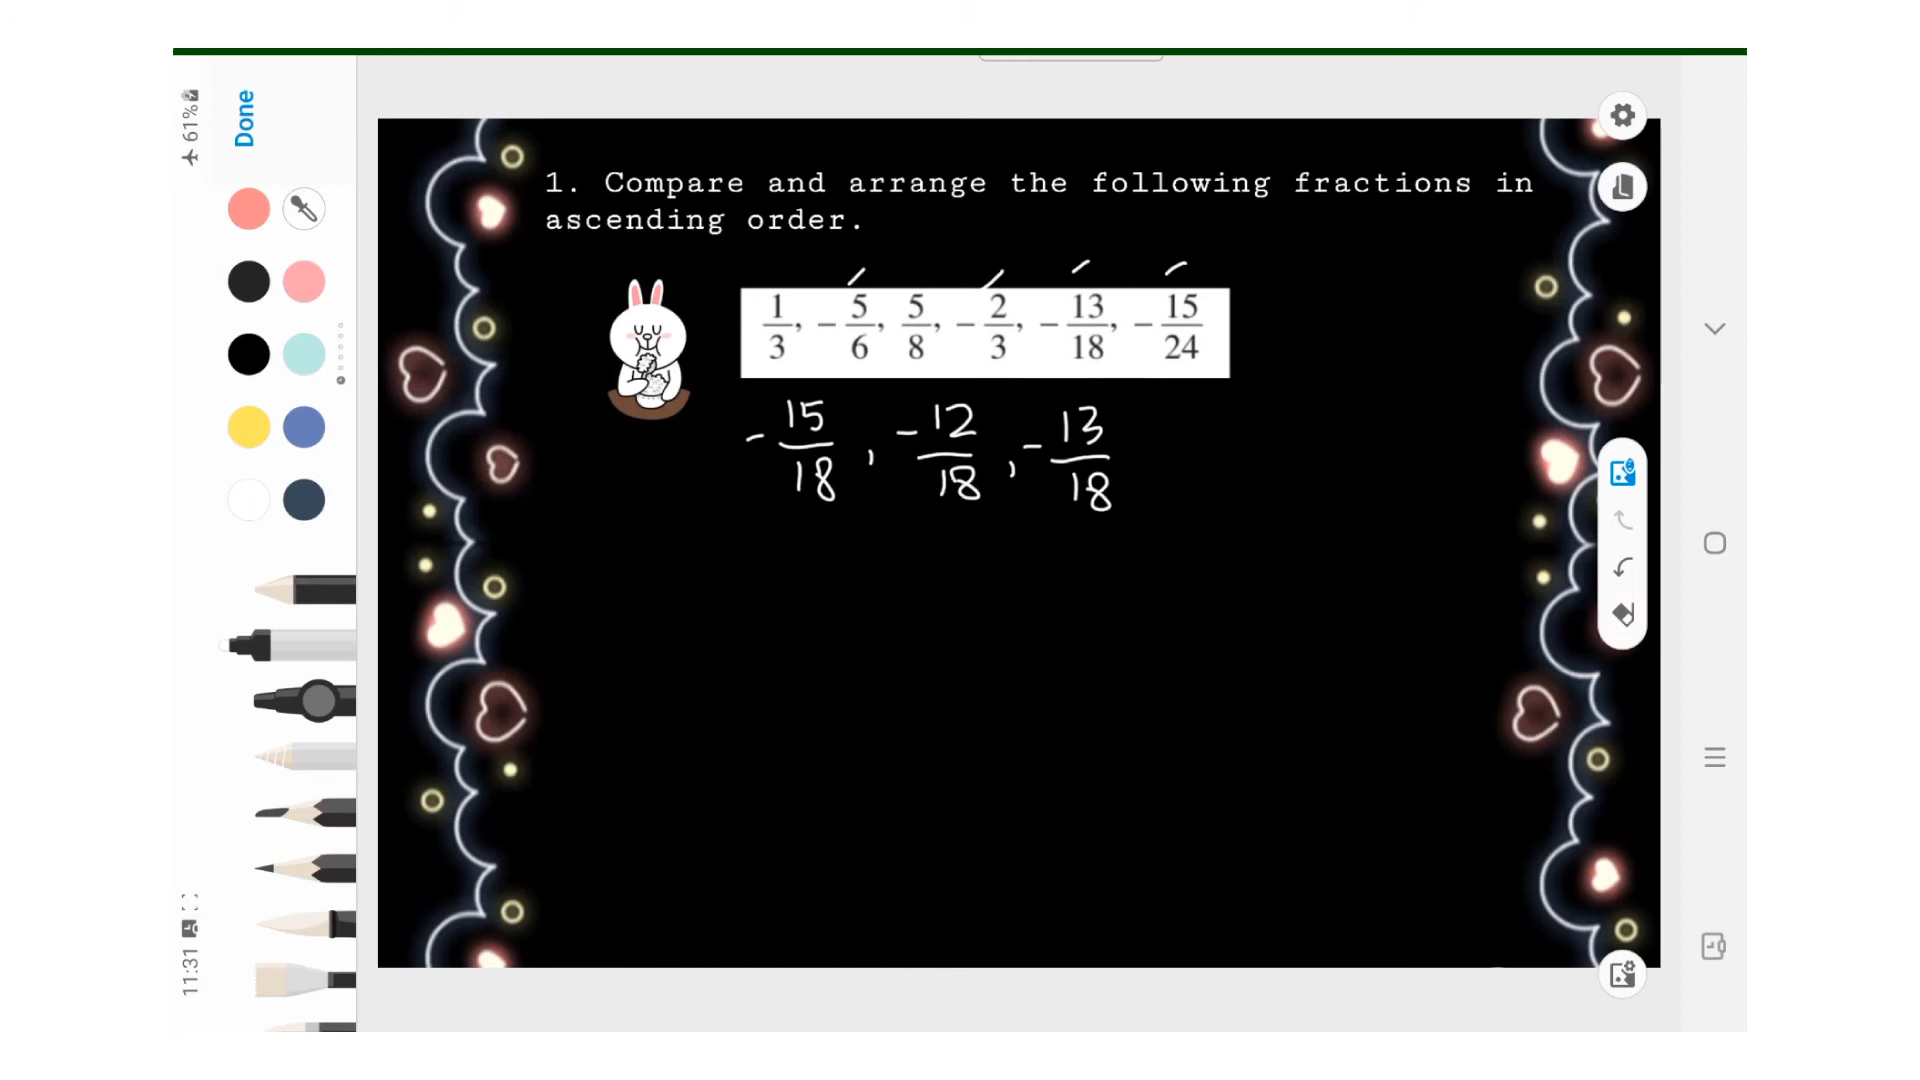 61%
Done
1. Compare and arrange the following fractions in
ascending order.
1/3, -5/6, 5/8, -2/3, -13/18, -15/24
-15/18, -12/18, -13/18
11:31